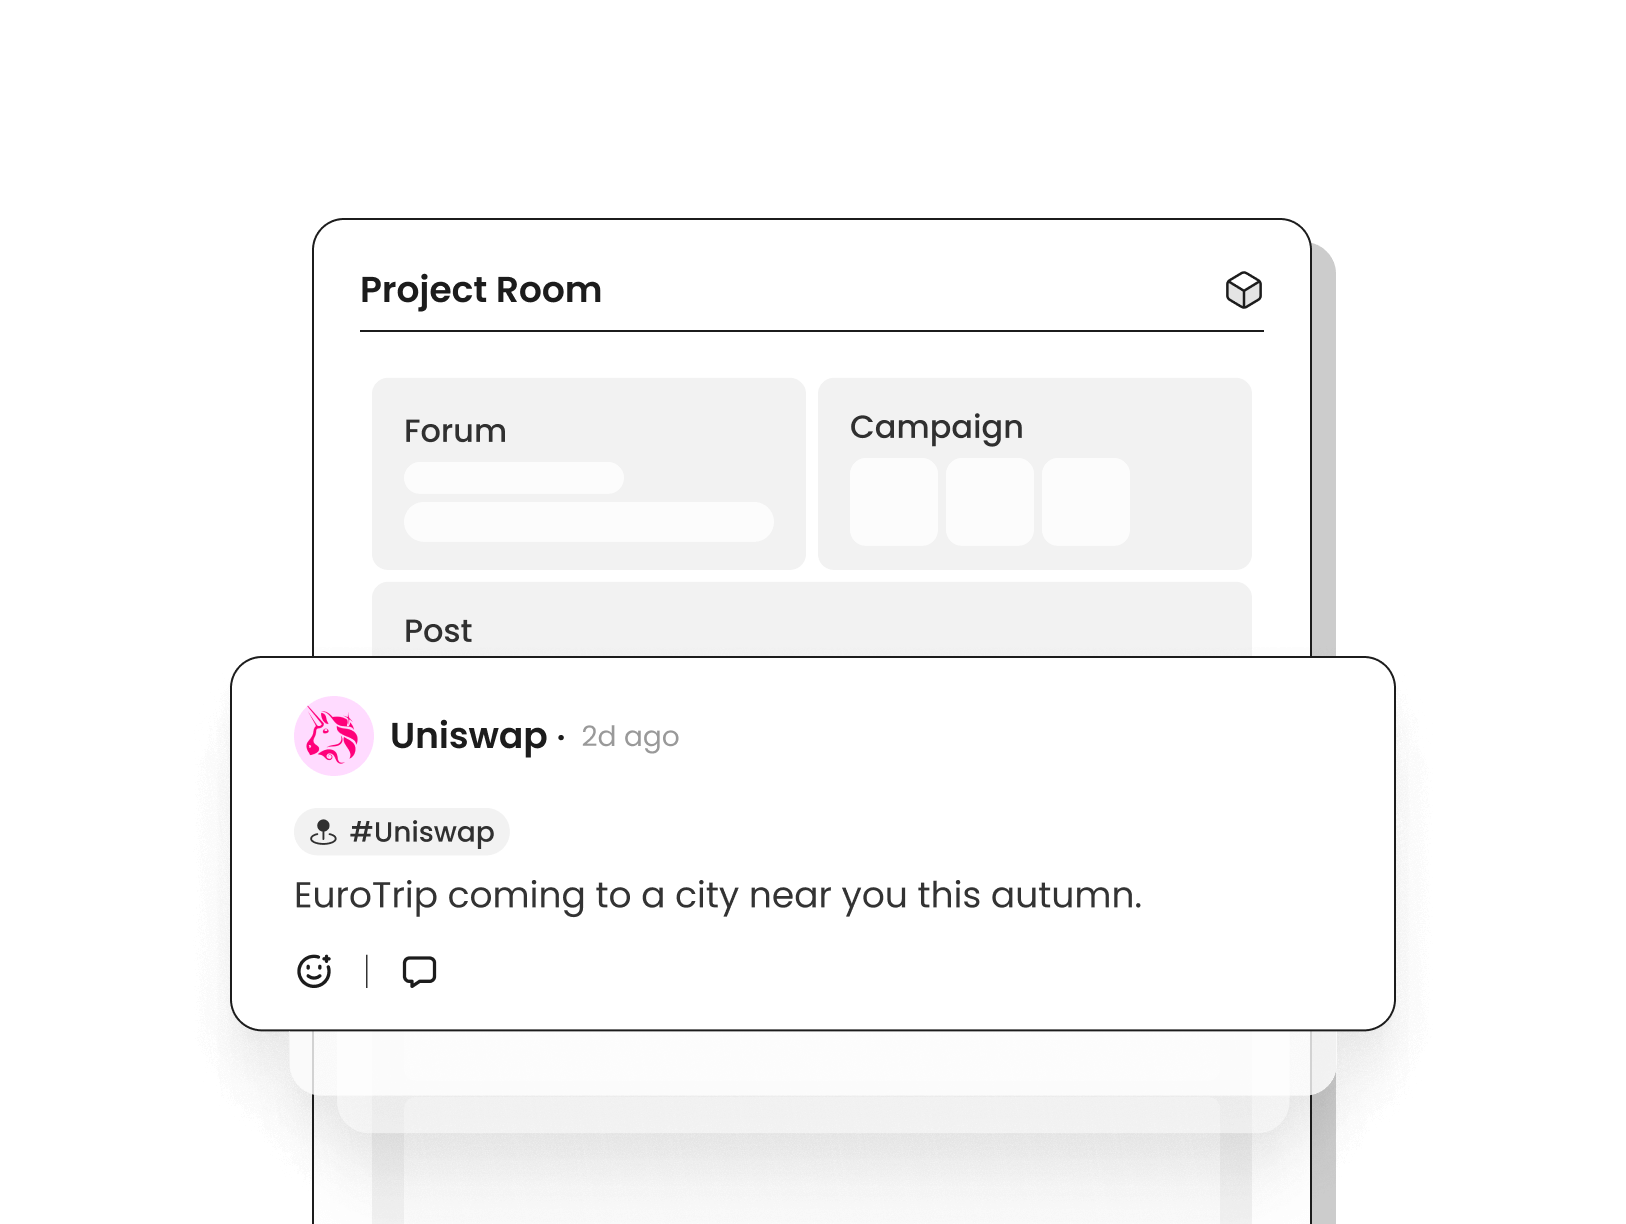 Project Room
Forum
Campaign
Post
Uniswap · 2d ago
#Uniswap
EuroTrip coming to a city near you this autumn.